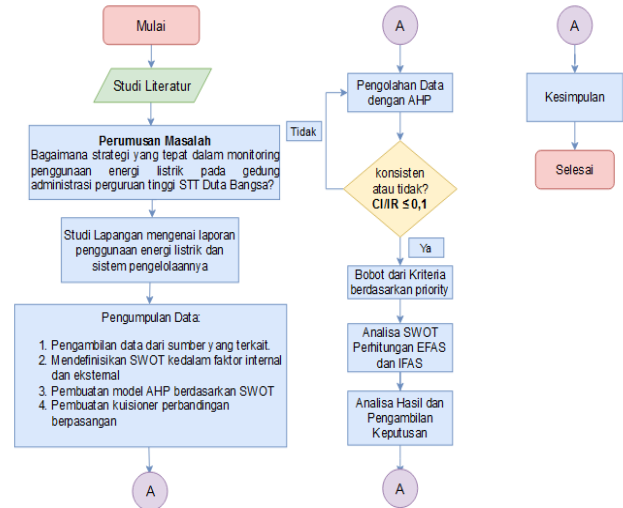 Mulai
Studi Literatur
Perumusan Masalah
Bagaimana strategi yang tepat dalam monitoring
penggunaan energi listrik pada gedung
administrasi perguruan tinggi STT Duta Bangsa?
Studi Lapangan mengenai laporan
penggunaan energi listrik dan
sistem pengelolaannya
Pengumpulan Data:
1. Pengambilan data dari sumber yang terkait.
2. Mendefinisikan SWOT kedalam faktor internal
dan eksternal
3. Pembuatan model AHP berdasarkan SWOT
4. Pembuatan kuisioner perbandingan
berpasangan
A
A
Pengolahan Data
dengan AHP
Tidak
konsisten
atau tidak?
CI/IR ≤ 0,1
Ya
Bobot dari Kriteria
berdasarkan priority
Analisa SWOT
Perhitungan EFAS
dan IFAS
Analisa Hasil dan
Pengambilan
Keputusan
A
A
Kesimpulan
Selesai